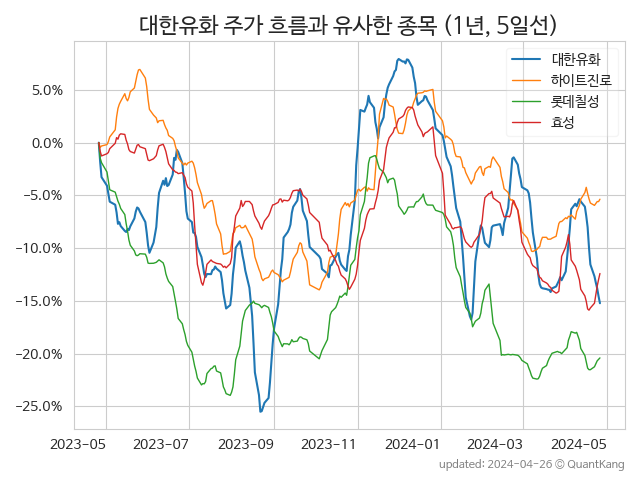 대한유화 주가 흐름과 유사한 종목 (1년, 5일선)
대한유화
하이트진로
롯데칠성
효성
5.0%
0.0%
−5.0%
−10.0%
−15.0%
−20.0%
−25.0%
2023-05 2023-07 2023-09 2023-11 2024-01 2024-03 2024-05
updated: 2024-04-26 © QuantKang